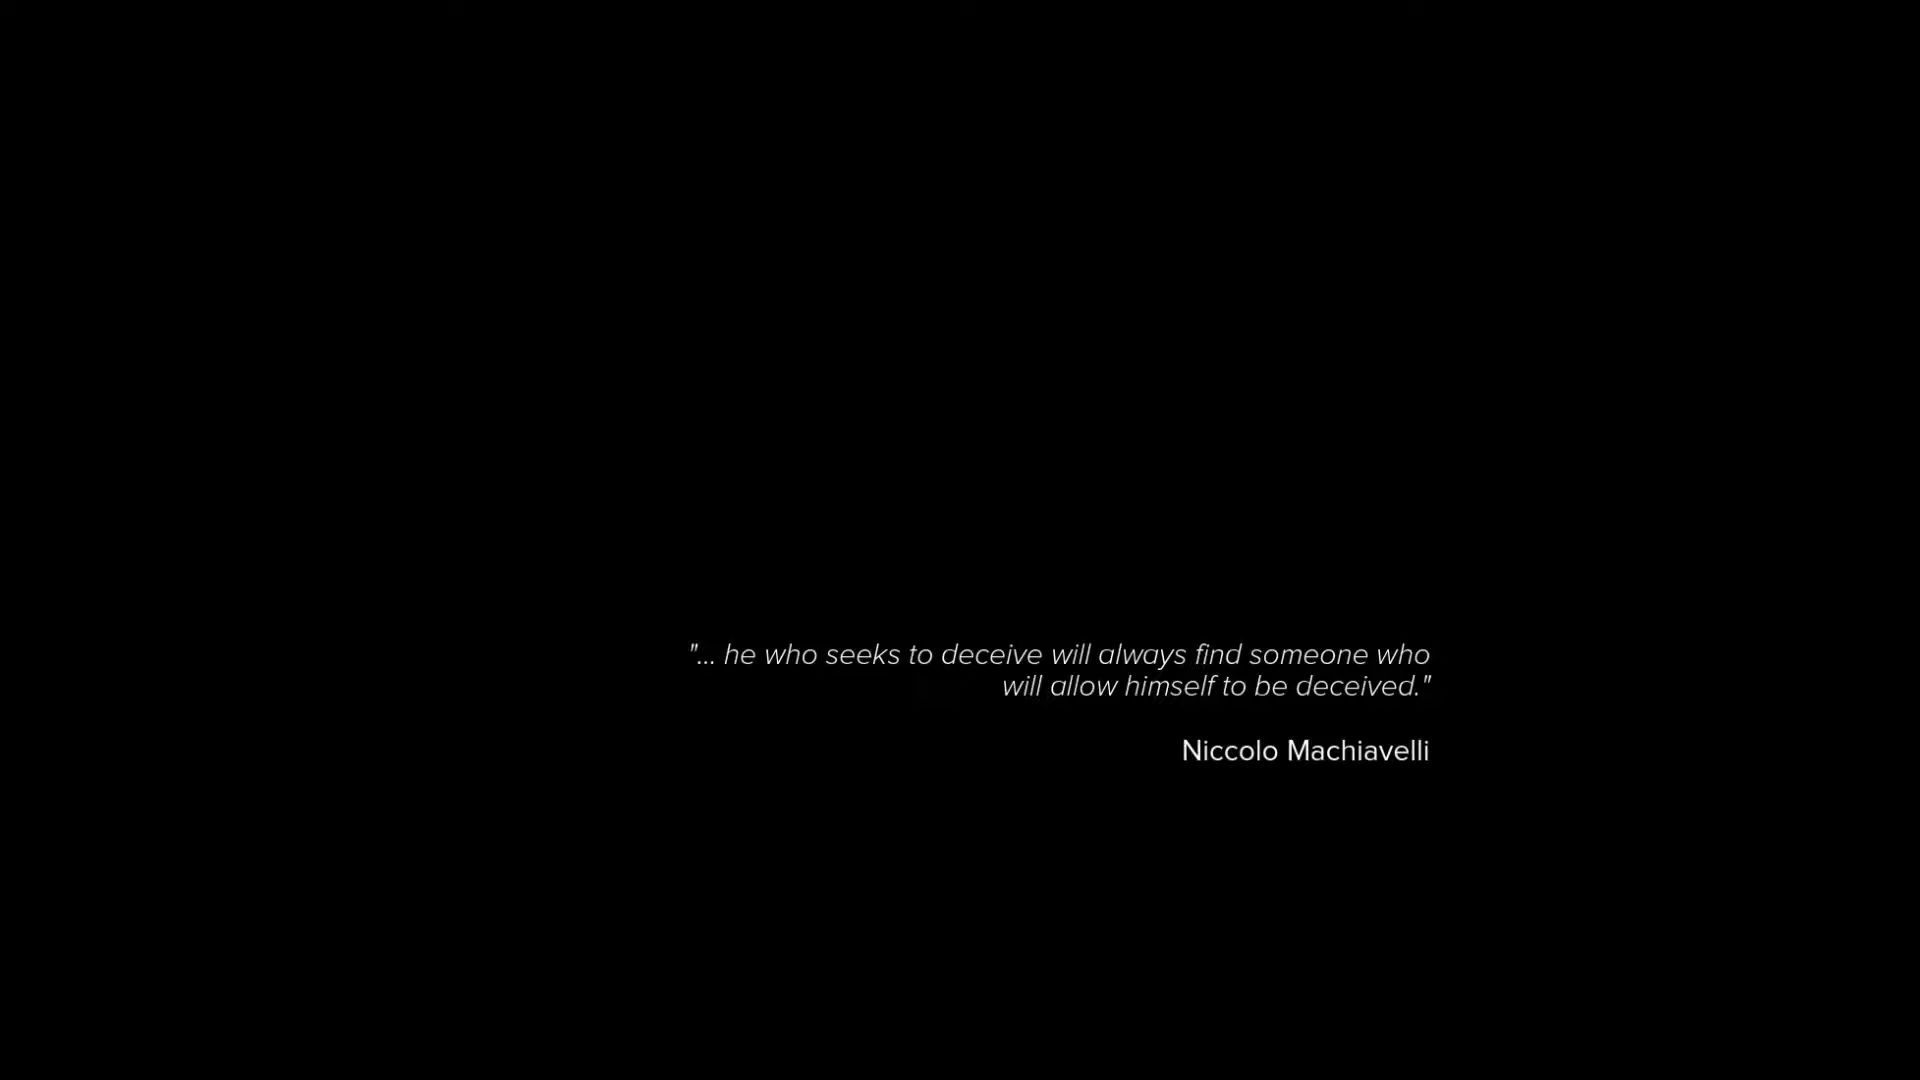 "... he who seeks to deceive will always find someone who
will allow himself to be deceived."
Niccolo Machiavelli